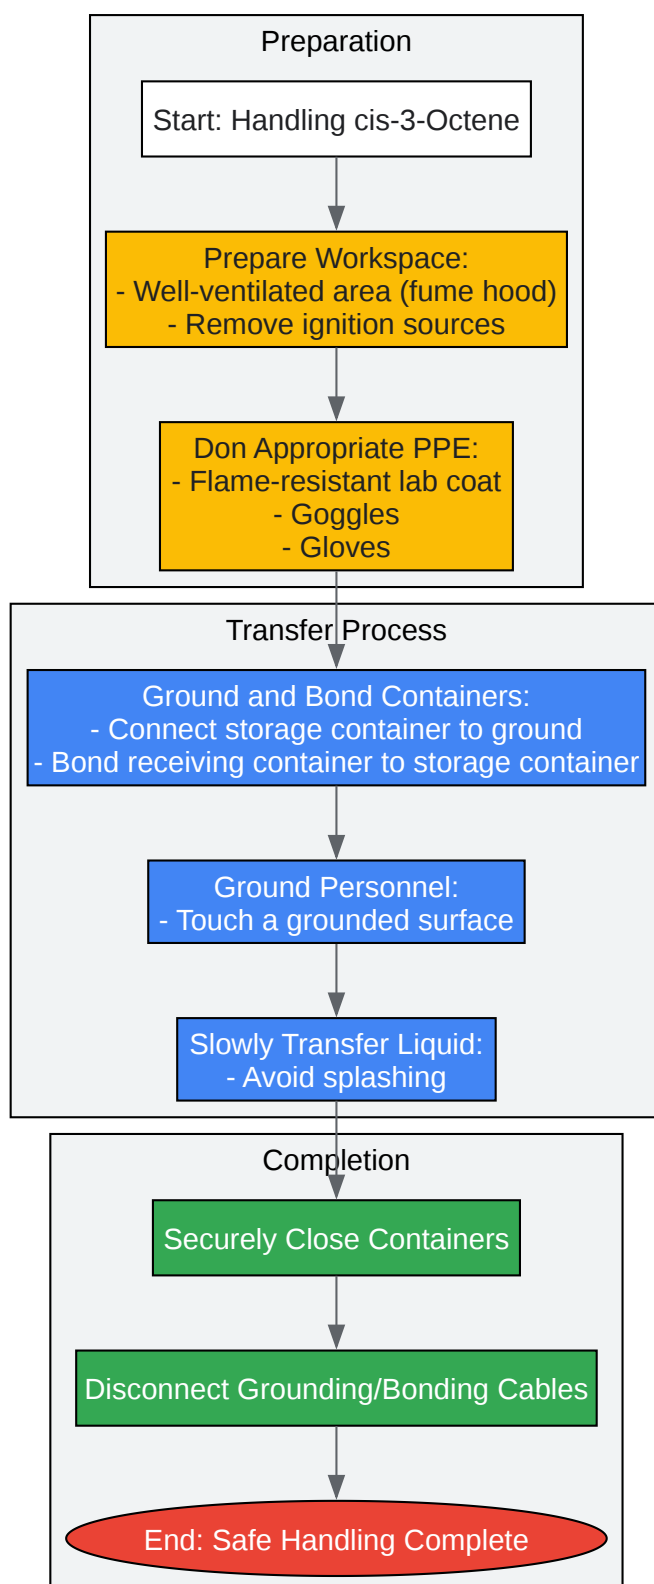 Preparation
Start: Handling cis-3-Octene
Prepare Workspace:
- Well-ventilated area (fume hood)
- Remove ignition sources
Don Appropriate PPE:
- Flame-resistant lab coat
- Goggles
- Gloves
Transfer Process
Ground and Bond Containers:
- Connect storage container to ground
- Bond receiving container to storage container
Ground Personnel:
- Touch a grounded surface
Slowly Transfer Liquid:
- Avoid splashing
Completion
Securely Close Containers
Disconnect Grounding/Bonding Cables
End: Safe Handling Complete